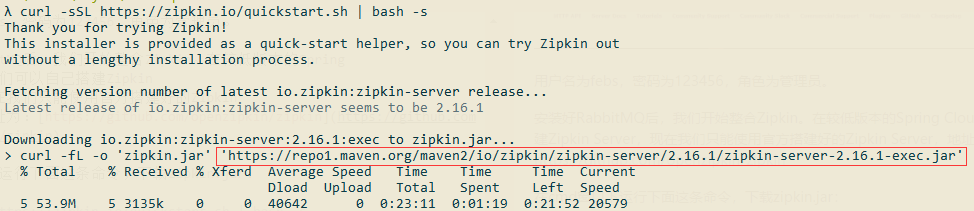 λ curl -sSL https://zipkin.io/quickstart.sh | bash -s
Thank you for trying Zipkin!
This installer is provided as a quick-start helper, so you can try Zipkin out
without a lengthy installation process.
Fetching version number of latest io.zipkin:zipkin-server release...
Latest release of io.zipkin:zipkin-server seems to be 2.16.1
Downloading io.zipkin:zipkin-server:2.16.1:exec to zipkin.jar...
> curl -fL -o 'zipkin.jar' 'https://repo1.maven.org/maven2/io/zipkin/zipkin-server/2.16.1/zipkin-server-2.16.1-exec.jar'
% Total % Received % Xferd Average Speed Time Time Time Current
Dload Upload Total Spent Left Speed
5 53.9M 5 3135k 0 0 40642 0 0:23:11 0:01:19 0:21:52 20579